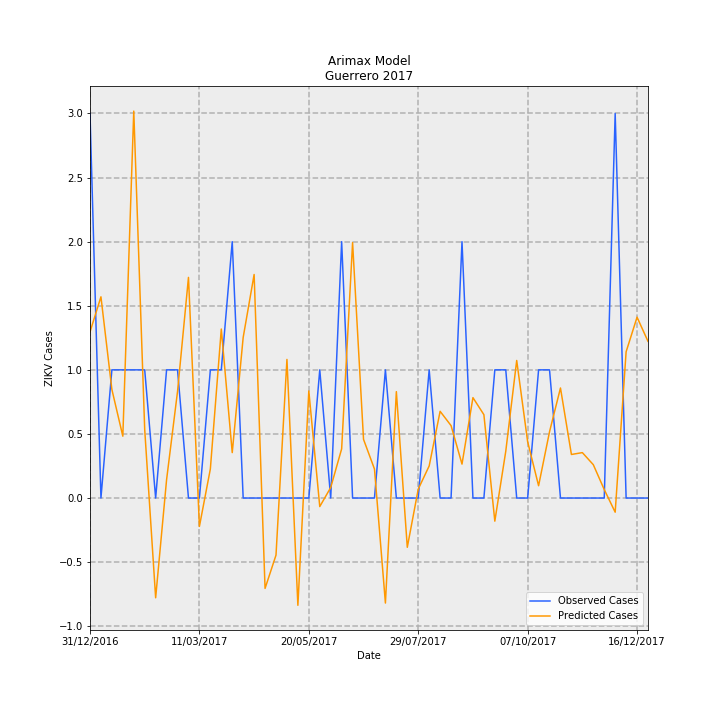 Arimax Model
Guerrero 2017
ZIKV Cases
3.0
2.5
2.0
1.5
1.0
0.5
0.0
−0.5
−1.0
31/12/2016 11/03/2017 20/05/2017 29/07/2017 07/10/2017 16/12/2017
Date
Observed Cases
Predicted Cases